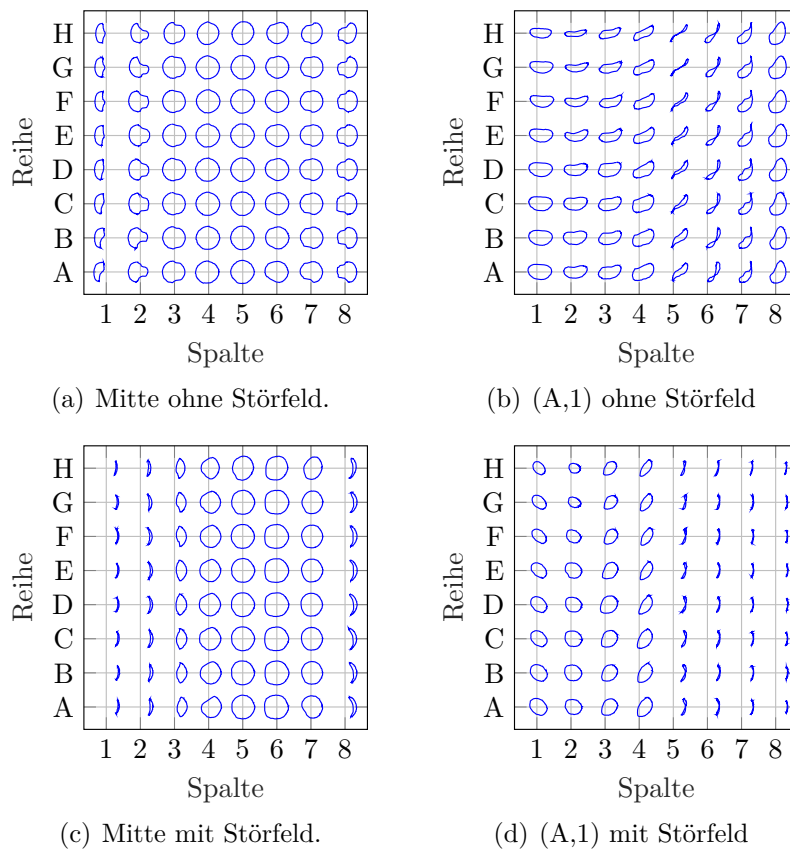 H
G
F
E
D
C
B
A
Reihe
1 2 3 4 5 6 7 8
Spalte
(a) Mitte ohne Störfeld.
H
G
F
E
D
C
B
A
Reihe
1 2 3 4 5 6 7 8
Spalte
(b) (A,1) ohne Störfeld
H
G
F
E
D
C
B
A
Reihe
1 2 3 4 5 6 7 8
Spalte
(c) Mitte mit Störfeld.
H
G
F
E
D
C
B
A
Reihe
1 2 3 4 5 6 7 8
Spalte
(d) (A,1) mit Störfeld